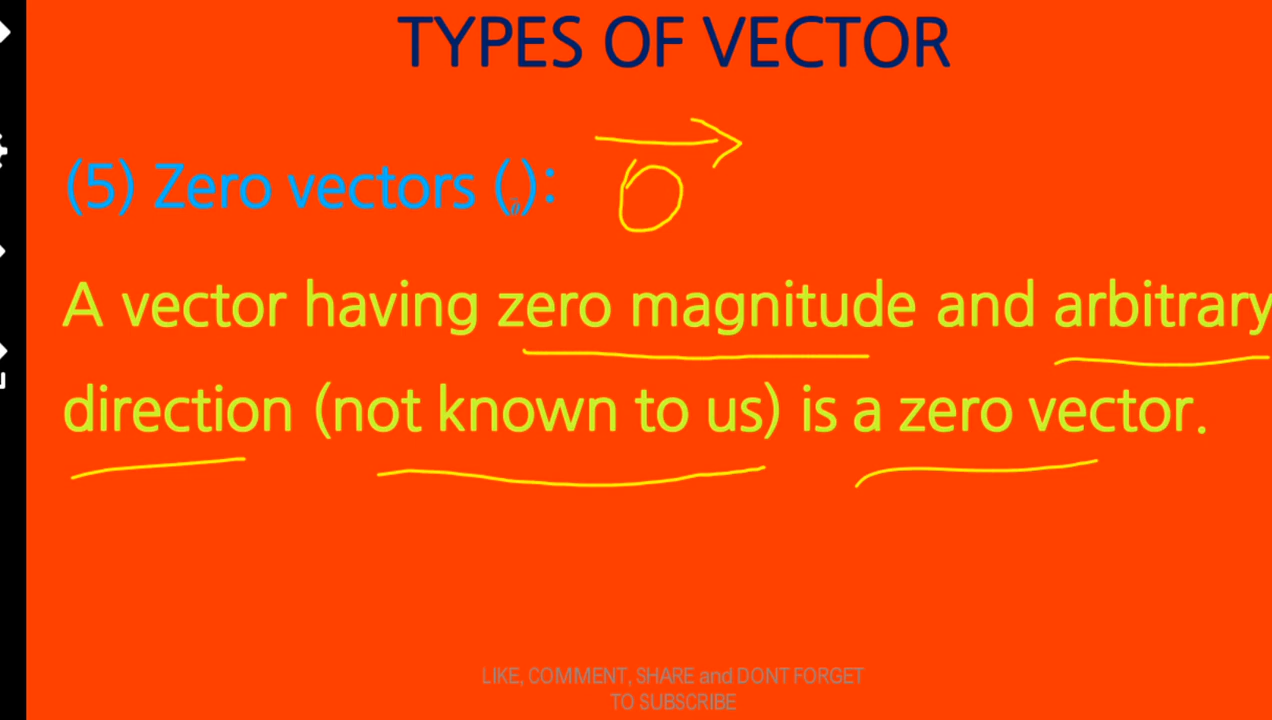 TYPES OF VECTOR
(5) Zero vectors (): 0
A vector having zero magnitude and arbitrary
direction (not known to us) is a zero vector.
LIKE, COMMENT, SHARE and DONT FORGET
TO SUBSCRIBE